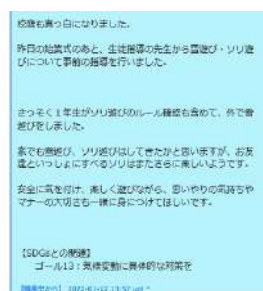 校庭も真っ白になりました。
昨日の始業式のあと、生徒指導の先生から雪遊び・ソリ遊
びについて事前の指導を行いました。
さっそく1年生がソリ遊びのルール確認も含めて、外で雪
遊びをしました。
家でも雪遊び、ソリ遊びはしてきたかと思いますが、お友
達といっしょにすべるソリはまたさらに楽しいようです。
安全に気を付け、楽しく遊びながら、思いやりの気持ちや
マナーの大切さも一緒に身につけてほしいです。
【SDGsとの関連】
ゴール13：気候変動に具体的な対策を
2022-01-12 13:57 up!